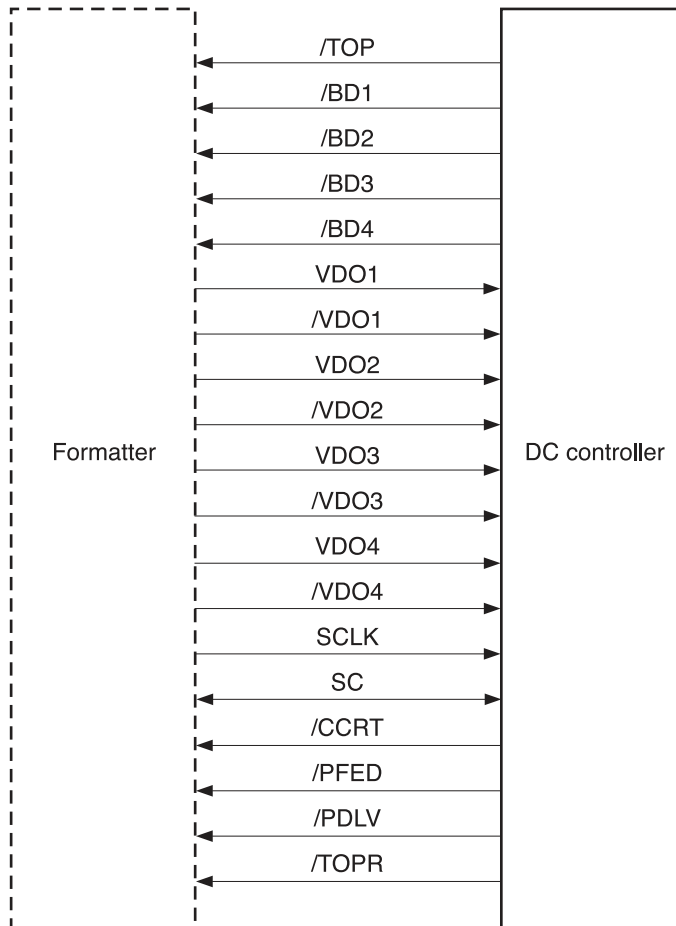 /TOP
/BD1
/BD2
/BD3
/BD4
VDO1
/VDO1
VDO2
/VDO2
Formatter
VDO3
DC controller
/VDO3
VDO4
/VDO4
SCLK
SC
/CCRT
/PFED
/PDLV
/TOPR